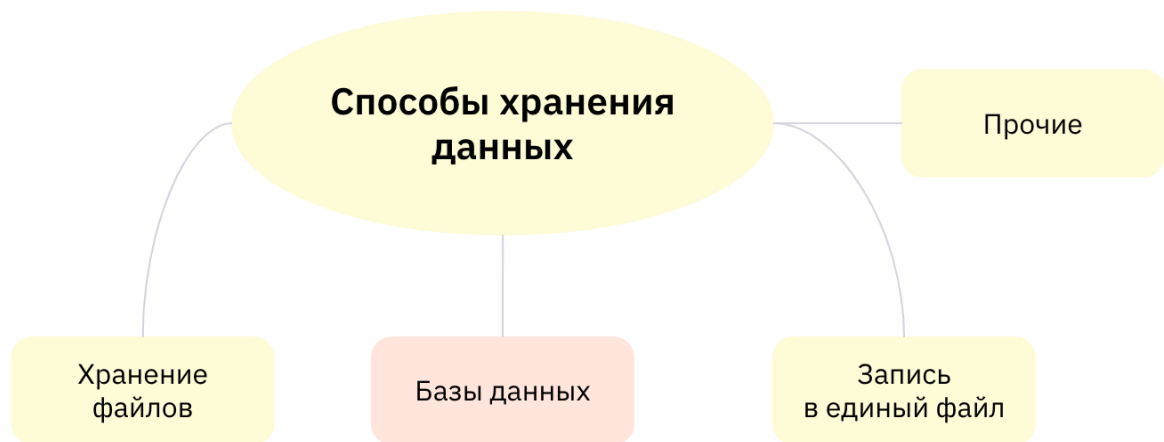 Способы хранения
данных
Прочие
Хранение
файлов
Базы данных
Запись
в единый файл